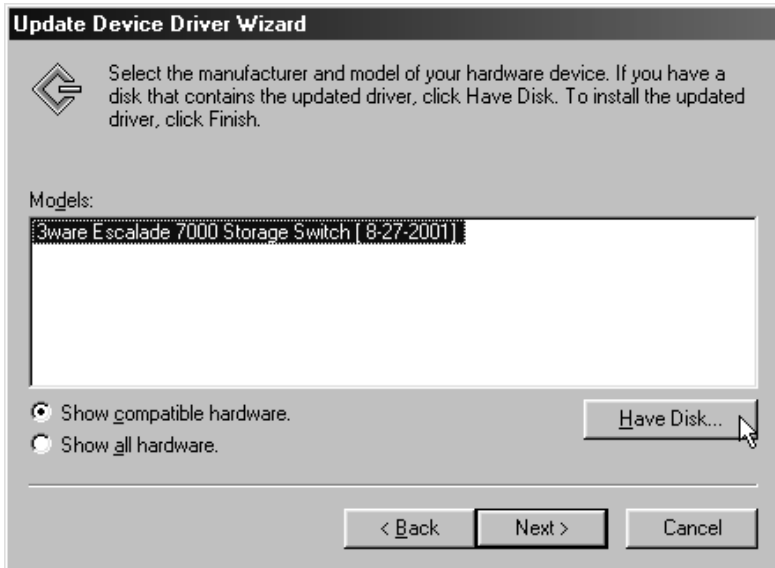 Update Device Driver Wizard
Select the manufacturer and model of your hardware device. If you have a
disk that contains the updated driver, click Have Disk. To install the updated
driver, click Finish.
Models:
3ware Escalade 7000 Storage Switch [ 8-27-2001]
Show compatible hardware.
Have Disk...
Show all hardware.
< Back
Next >
Cancel